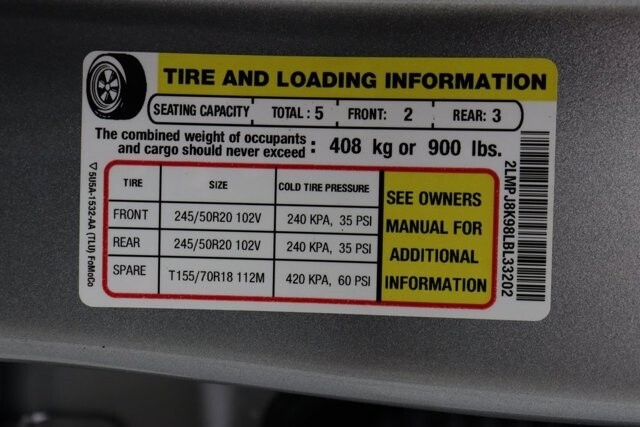 TIRE AND LOADING INFORMATION
SEATING CAPACITY TOTAL: 5 FRONT: 2 REAR: 3
The combined weight of occupants
and cargo should never exceed : 408 kg or 900 lbs.
TIRE SIZE COLD TIRE PRESSURE
FRONT 245/50R20 102V 240 KPA, 35 PSI
REAR 245/50R20 102V 240 KPA, 35 PSI
SPARE T155/70R18 112M 420 KPA, 60 PSI
SEE OWNERS
MANUAL FOR
ADDITIONAL
INFORMATION
▽5U5A-1532-AA (TLU) FoMoCo
2LMPJ8K98LBL33202